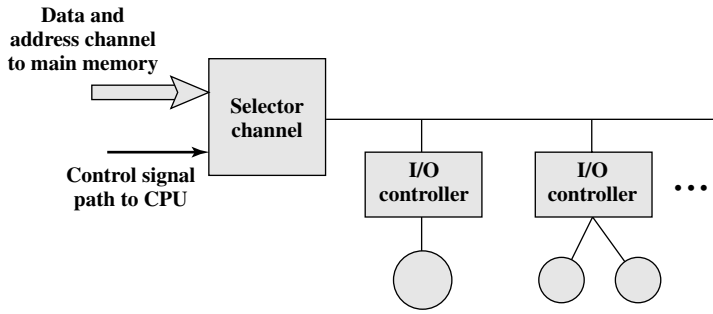 Data and
address channel
to main memory
Selector
channel
Control signal
path to CPU
I/O
controller
I/O
controller
...